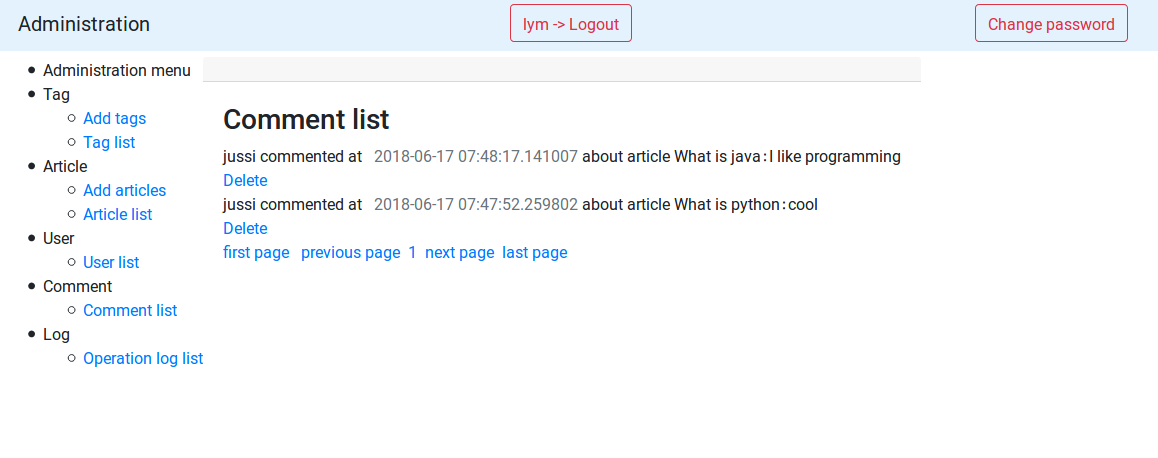 Administration
lym -> Logout
Change password
Administration menu
Tag
Add tags
Tag list
Article
Add articles
Article list
User
User list
Comment
Comment list
Log
Operation log list
Comment list
jussi commented at 2018-06-17 07:48:17.141007 about article What is java:I like programming
Delete
jussi commented at 2018-06-17 07:47:52.259802 about article What is python:cool
Delete
first page previous page 1 next page last page